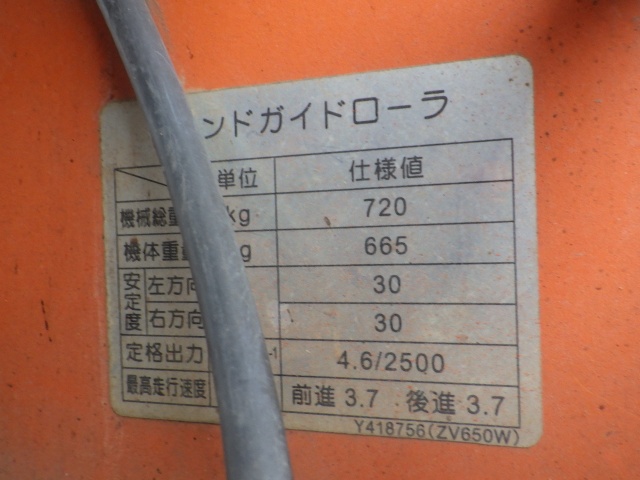 ンドガイドローラ
単位 仕様値
機械総重 kg 720
機体重 g 665
安定度 左方向 30
右方向 30
定格出力 -1 4.6/2500
最高走行速度 前進 3.7 後進 3.7
Y418756(ZV650W)